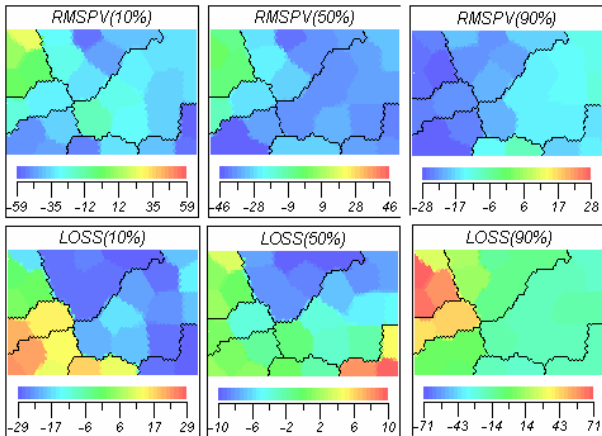 RMSPV(10%)
-59 -35 -12 12 35 59
RMSPV(50%)
-46 -28 -9 9 28 46
RMSPV(90%)
-28 -17 -6 6 17 28
LOSS(10%)
-29 -17 -6 6 17 29
LOSS(50%)
-10 -6 -2 2 6 10
LOSS(90%)
-71 -43 -14 14 43 71